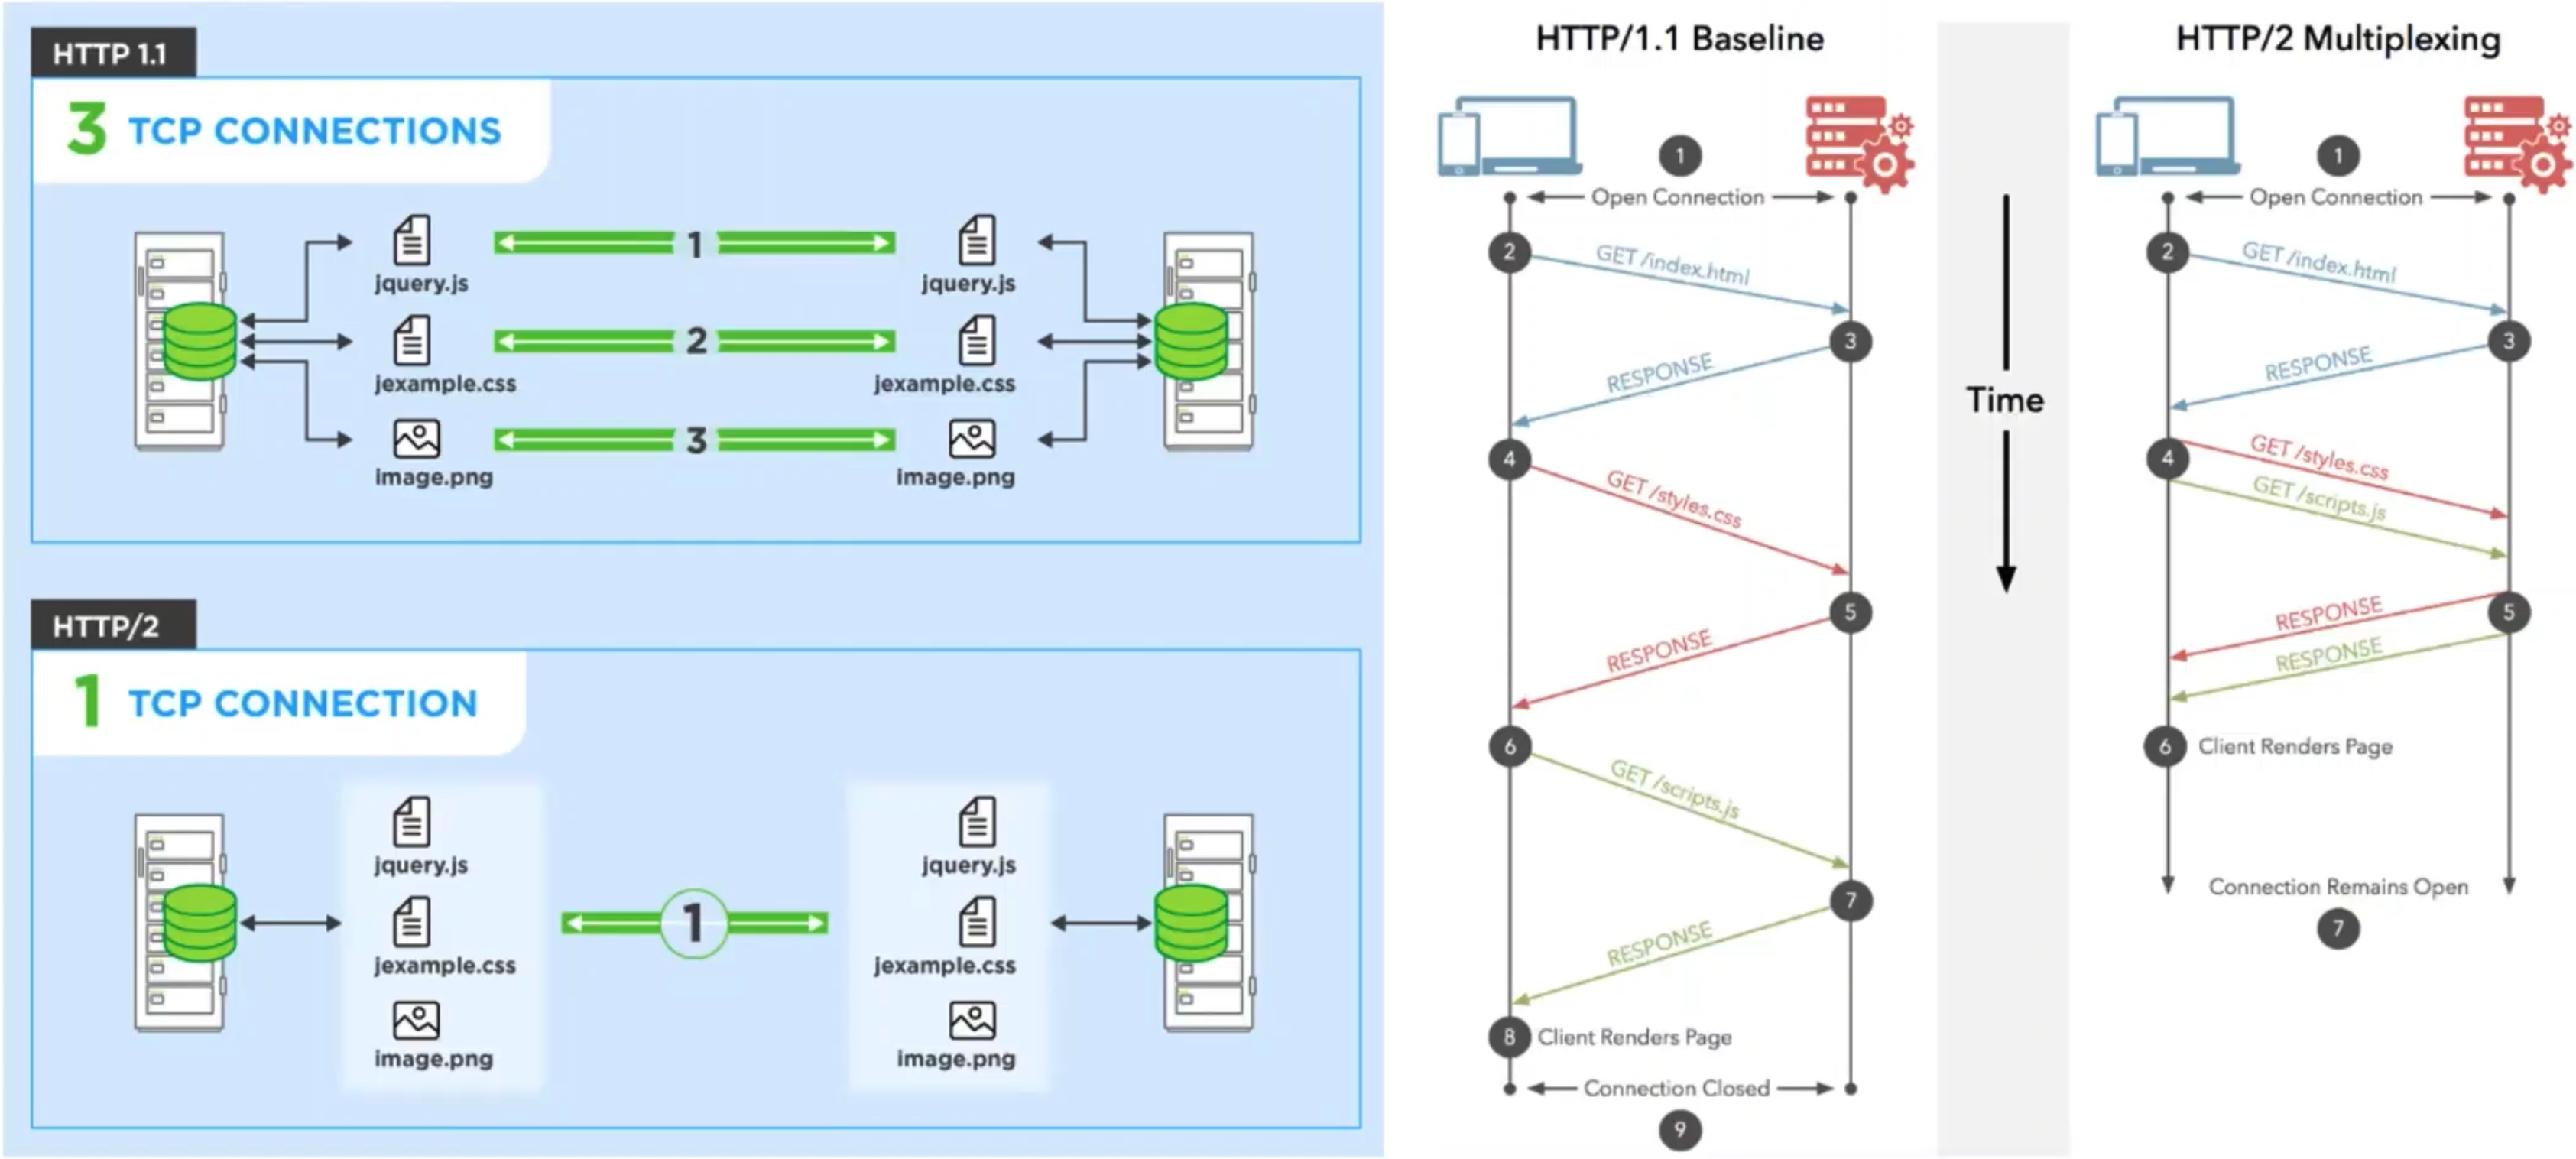 HTTP 1.1
3 TCP CONNECTIONS
jquery.js
1
jquery.js
jexample.css
2
jexample.css
image.png
3
image.png
HTTP/2
1 TCP CONNECTION
jquery.js
jquery.js
jexample.css
1
jexample.css
image.png
image.png
HTTP/1.1 Baseline
1
Open Connection
2
GET /index.html
3
RESPONSE
4
GET /styles.css
5
RESPONSE
6
GET /scripts.js
7
RESPONSE
8 Client Renders Page
Connection Closed
9
Time
HTTP/2 Multiplexing
1
Open Connection
2
GET /index.html
3
RESPONSE
4
GET /styles.css
GET /scripts.js
5
RESPONSE
RESPONSE
6 Client Renders Page
Connection Remains Open
7